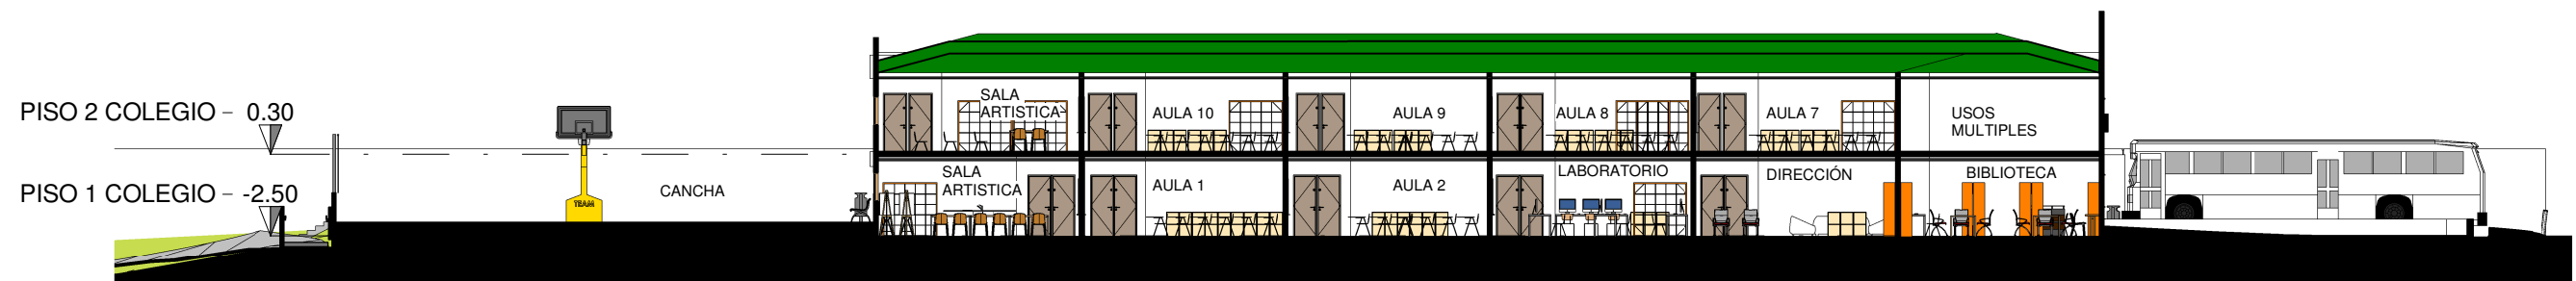 PISO 2 COLEGIO - 0.30
PISO 1 COLEGIO - -2.50
TEAM
CANCHA
SALA
ARTISTICA
AULA 10
AULA 9
AULA 8
AULA 7
USOS
MULTIPLES
SALA
ARTISTICA
AULA 1
AULA 2
LABORATORIO
DIRECCIÓN
BIBLIOTECA